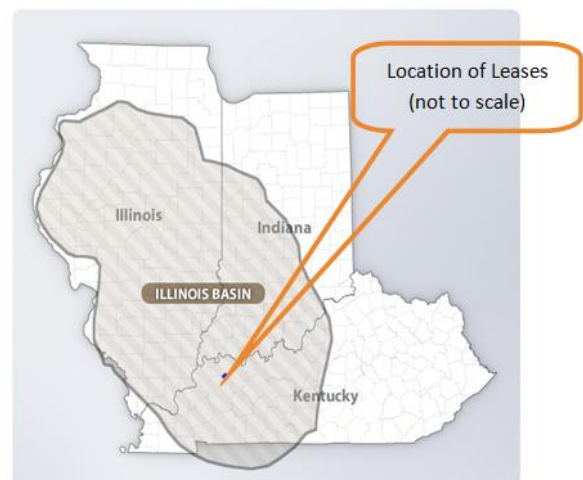 Location of Leases
(not to scale)
Illinois
Indiana
ILLINOIS BASIN
Kentucky